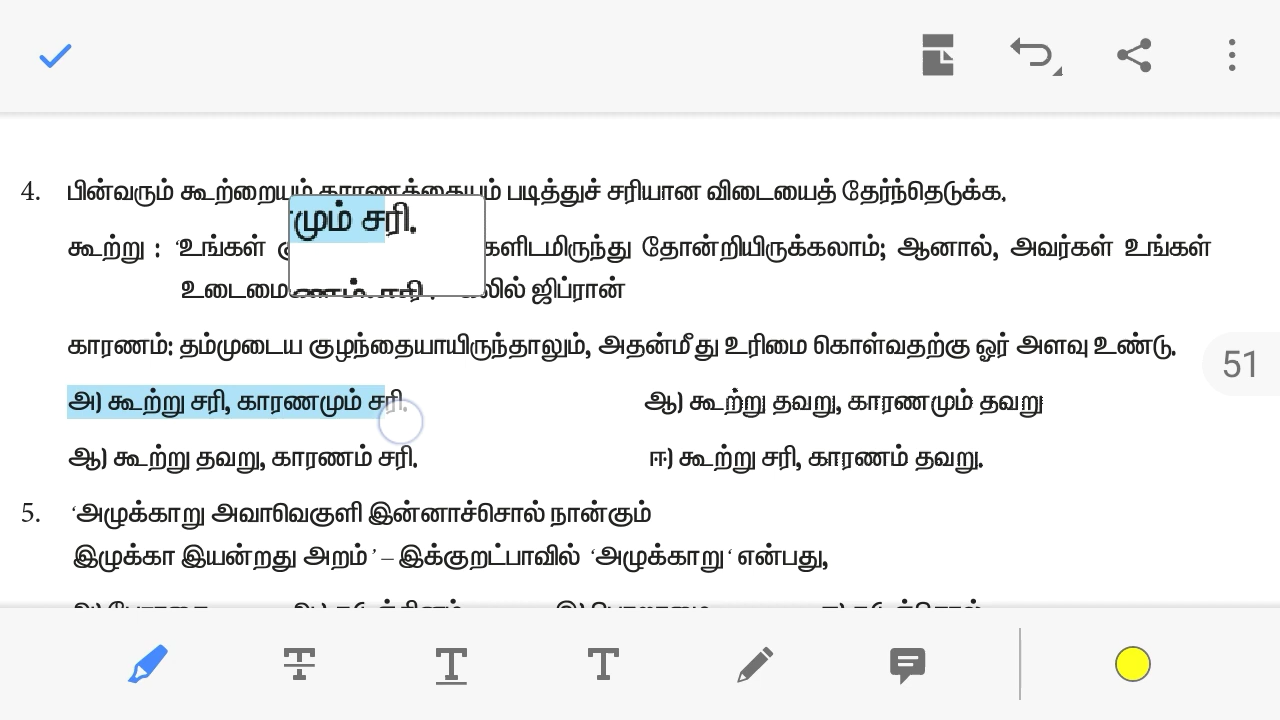 4. பின்வரும் கூற்றையும் காரணத்தையும் படித்துச் சரியான விடையைத் தேர்ந்தெடுக்க.
முமும் சரி.
கூற்று : ‘உங்கள் களிடமிருந்து தோன்றியிருக்கலாம்; ஆனால், அவர்கள் உங்கள்
உடைமை கலீல் ஜிப்ரான்
காரணம்: தம்முடைய குழந்தையாயிருந்தாலும், அதன்மீது உரிமை கொள்வதற்கு ஓர் அளவு உண்டு.
51
அ) கூற்று சரி, காரணமும் சரி. ஆ) கூற்று தவறு, காரணமும் தவறு
ஆ) கூற்று தவறு, காரணம் சரி. ஈ) கூற்று சரி, காரணம் தவறு.
5. ‘அழுக்காறு அவாவெகுளி இன்னாச்சொல் நான்கும்
இழுக்கா இயன்றது அறம்’ – இக்குறட்பாவில் ‘அழுக்காறு‘ என்பது,